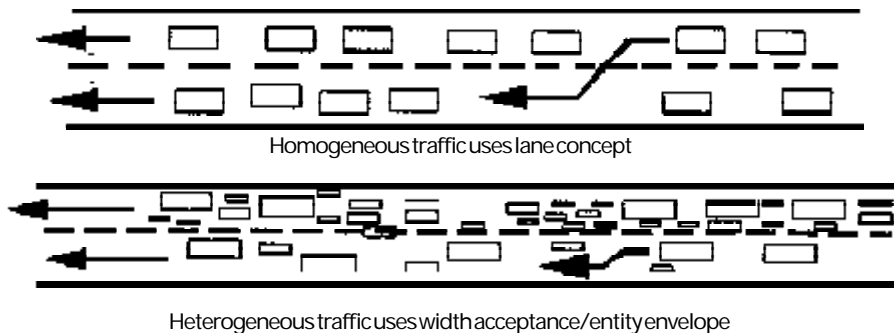 Homogeneous traffic uses lane concept
Heterogeneous traffic uses width acceptance/entity envelope